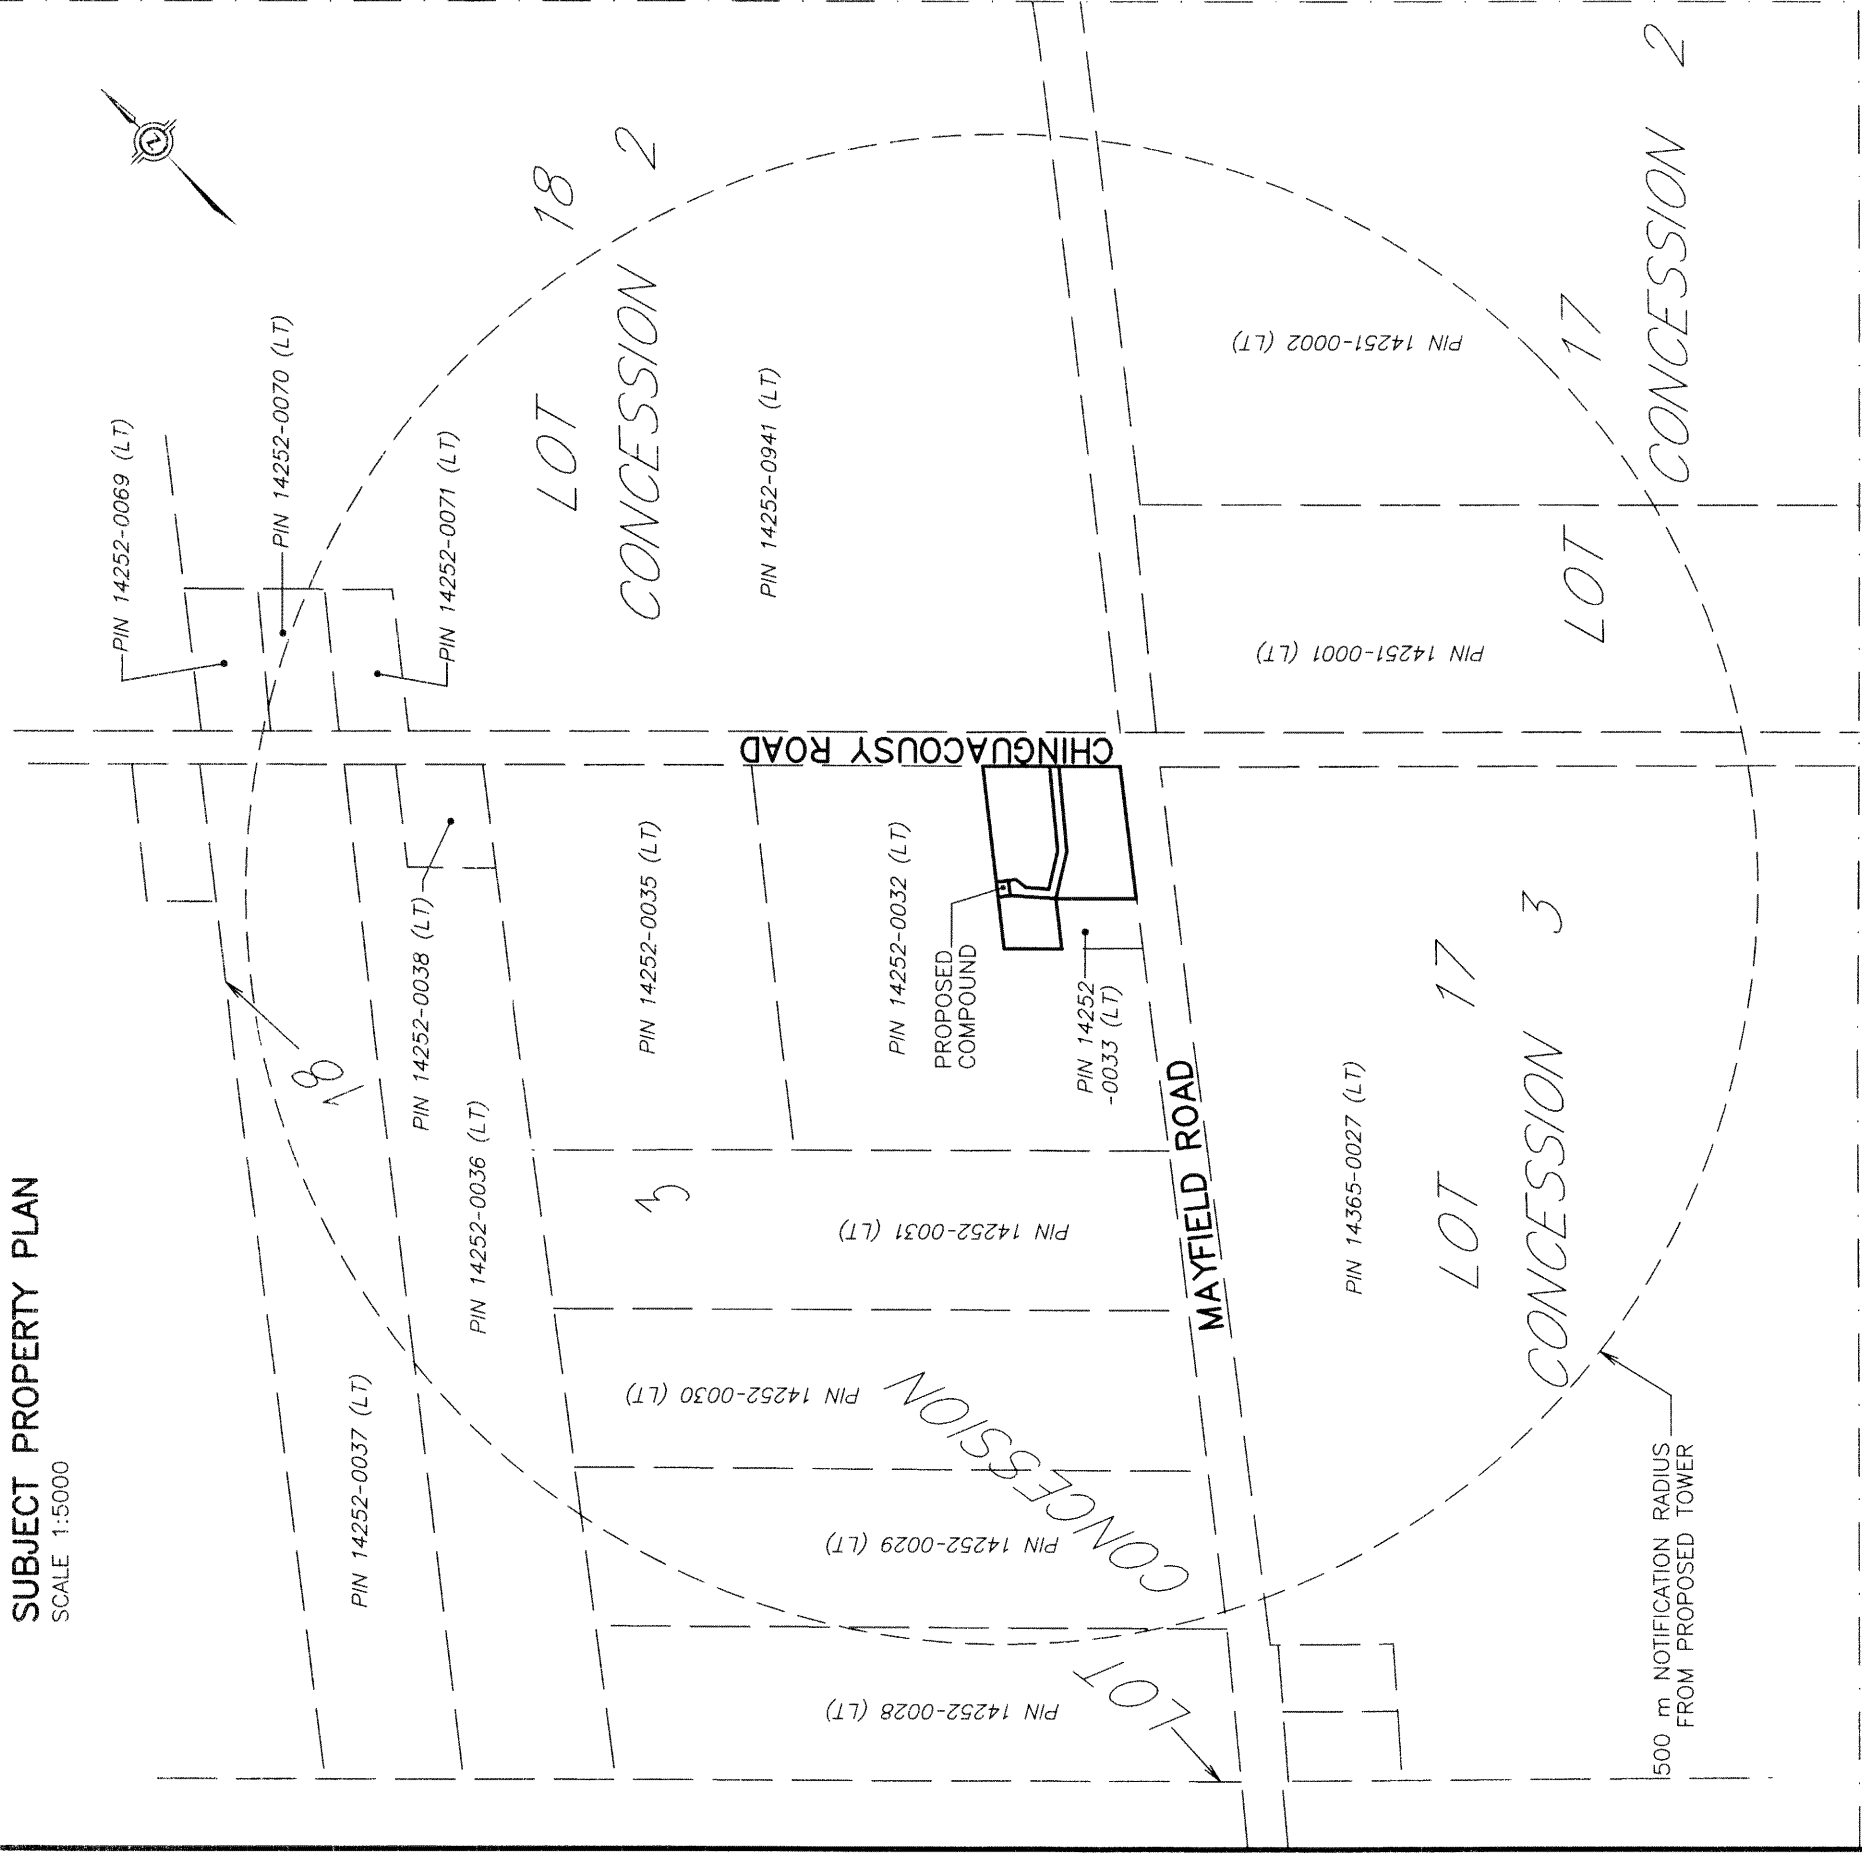 SUBJECT PROPERTY PLAN
SCALE 1:5000
N
PIN 14252-0069 (LT)
PIN 14252-0070 (LT)
PIN 14252-0071 (LT)
LOT 18
CONCESSION 2
PIN 14252-0941 (LT)
PIN 14251-0002 (LT)
PIN 14251-0001 (LT)
LOT 17
CONCESSION 2
CHINGUACOUSY ROAD
PIN 14252-0037 (LT)
PIN 14252-0038 (LT)
PIN 14252-0036 (LT)
PIN 14252-0035 (LT)
PIN 14252-0032 (LT)
PROPOSED
COMPOUND
PIN 14252
-0033 (LT)
PIN 14252-0031 (LT)
PIN 14252-0030 (LT)
PIN 14252-0029 (LT)
PIN 14252-0028 (LT)
LOT 18
CONCESSION 3
MAYFIELD ROAD
PIN 14365-0027 (LT)
LOT 17
CONCESSION 3
500 m NOTIFICATION RADIUS
FROM PROPOSED TOWER